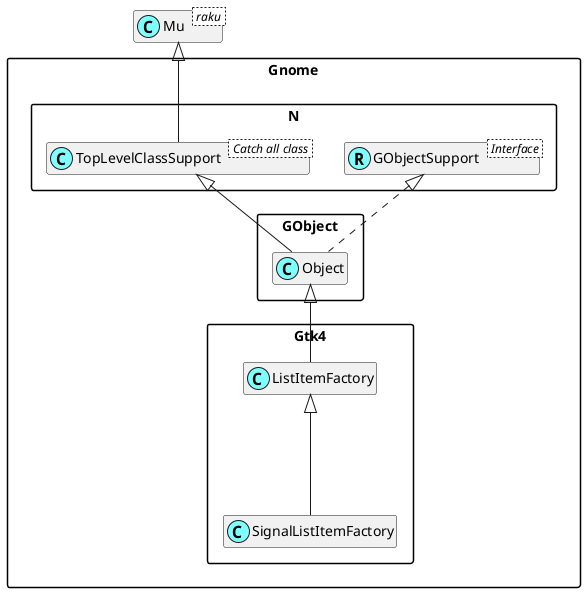 C Mu raku
Gnome
N
C TopLevelClassSupport Catch all class
R GObjectSupport Interface
GObject
C Object
Gtk4
C ListItemFactory
C SignalListItemFactory